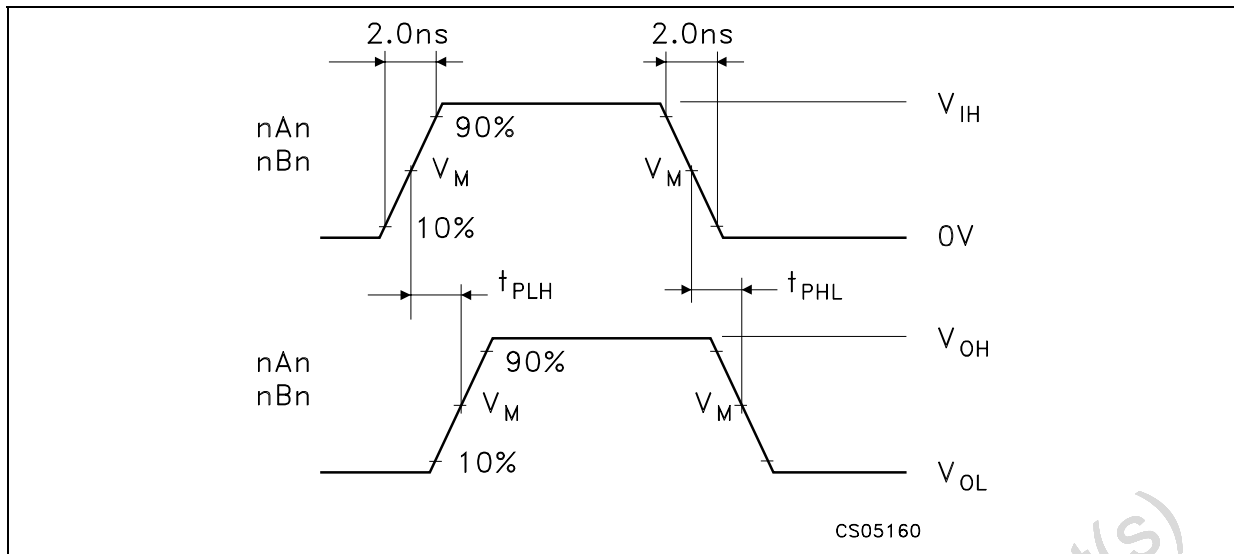 2.0ns 2.0ns
nAn
nBn
90%
V_M V_M
10%
V_IH
0V
t_PLH t_PHL
nAn
nBn
90%
V_M V_M
10%
V_OH
V_OL
CS05160